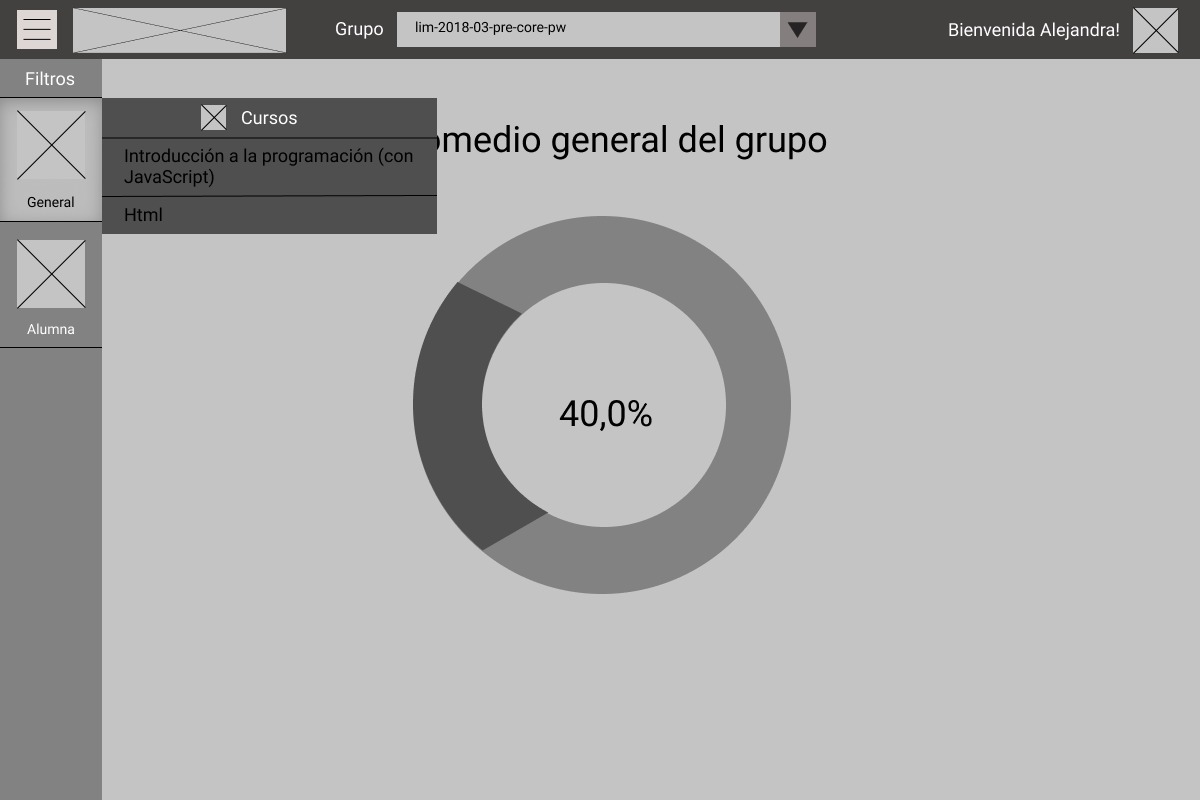 Grupo
lim-2018-03-pre-core-pw
Bienvenida Alejandra!
Filtros
General
Alumna
Cursos
Introducción a la programación (con
JavaScript)
Html
omedio general del grupo
40,0%